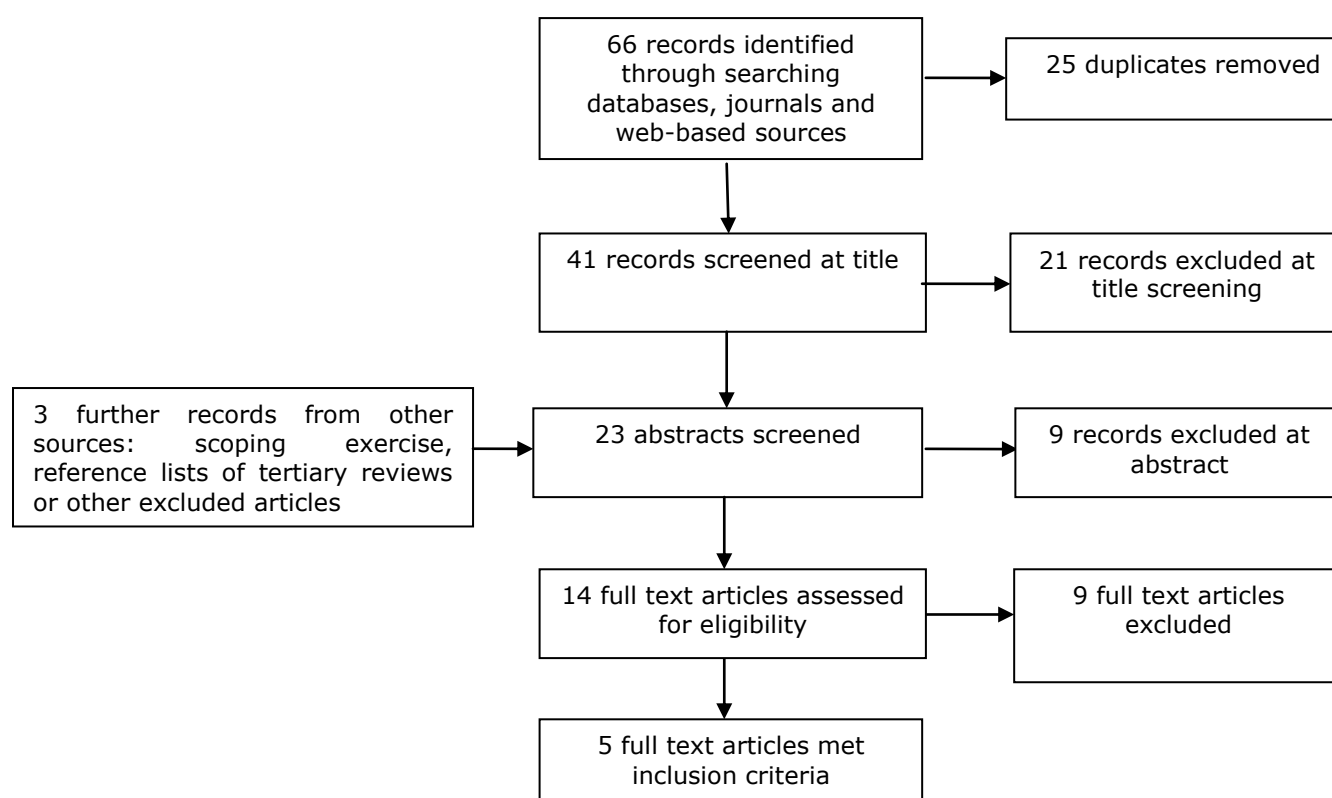 66 records identified
through searching
databases, journals and
web-based sources
25 duplicates removed
41 records screened at title
21 records excluded at
title screening
3 further records from other
sources: scoping exercise,
reference lists of tertiary reviews
or other excluded articles
23 abstracts screened
9 records excluded at
abstract
14 full text articles assessed
for eligibility
9 full text articles
excluded
5 full text articles met
inclusion criteria